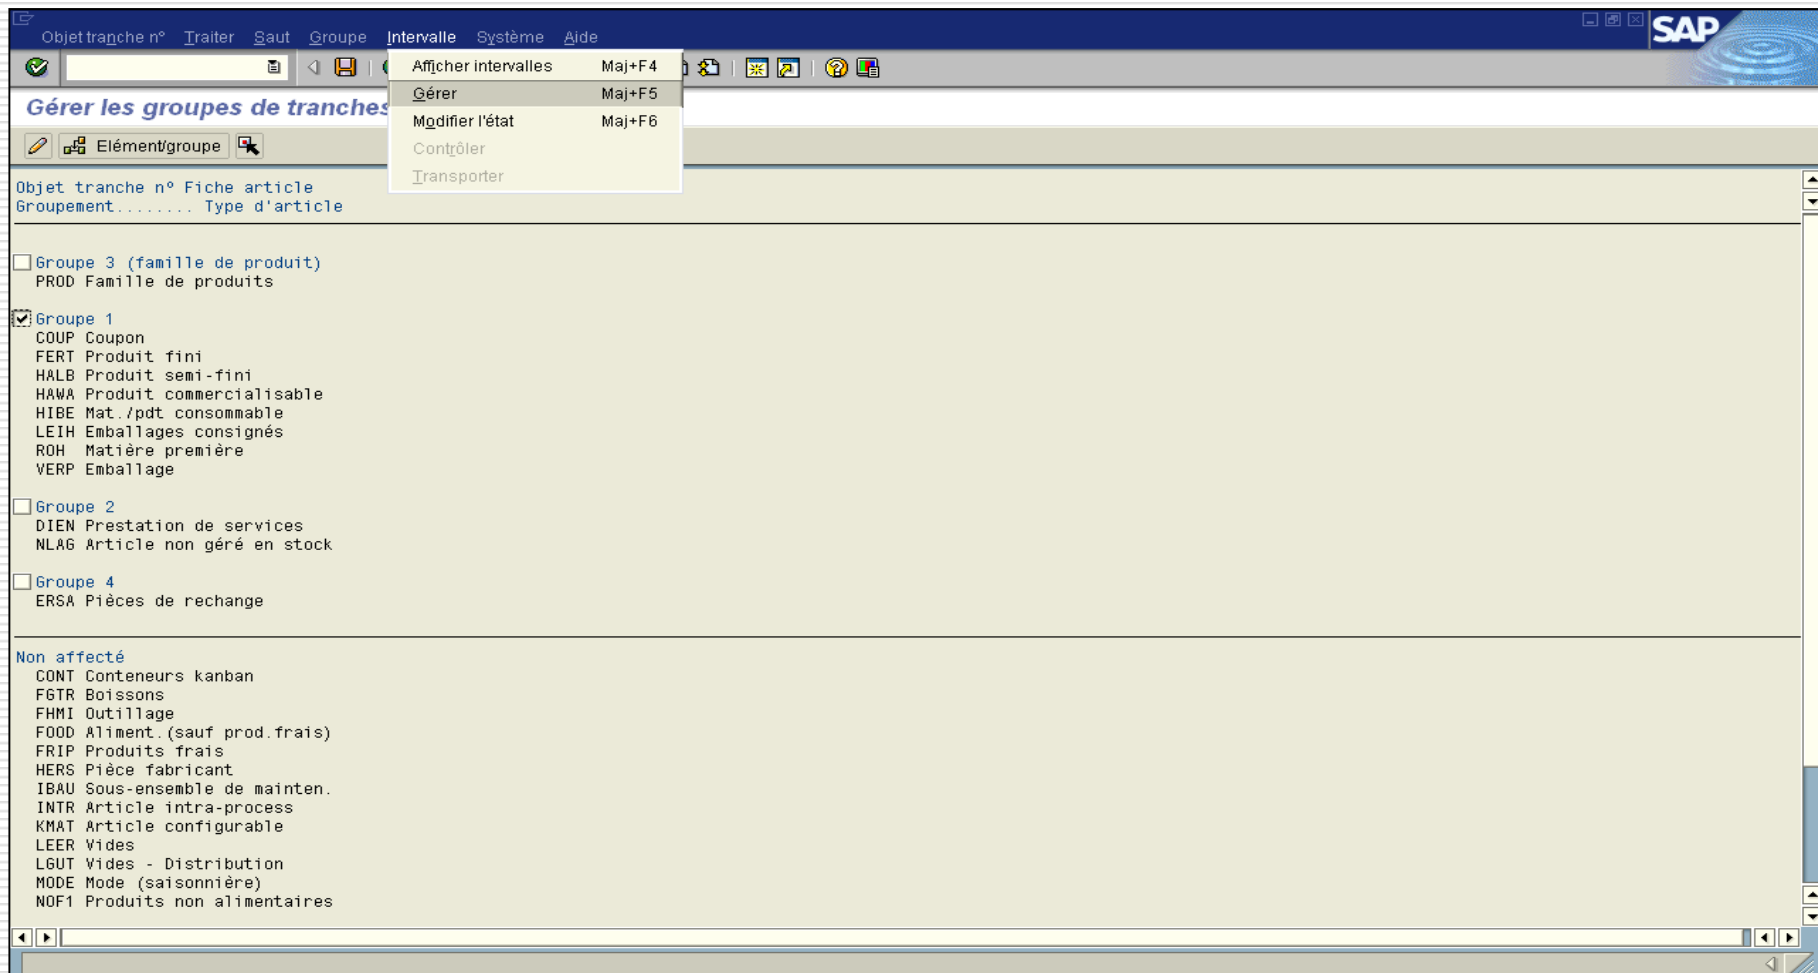 Objet tranche n° Traiter Saut Groupe Intervalle Système Aide
SAP
Afficher intervalles Maj+F4
Gérer Maj+F5
Modifier l'état Maj+F6
Contrôler
Transporter
Gérer les groupes de tranches
Elément/groupe
Objet tranche n° Fiche article
Groupement........ Type d'article
Groupe 3 (famille de produit)
PROD Famille de produits
Groupe 1
COUP Coupon
FERT Produit fini
HALB Produit semi-fini
HAWA Produit commercialisable
HIBE Mat./pdt consommable
LEIH Emballages consignés
ROH Matière première
VERP Emballage
Groupe 2
DIEN Prestation de services
NLAG Article non géré en stock
Groupe 4
ERSA Pièces de rechange
Non affecté
CONT Conteneurs kanban
FGTR Boissons
FHMI Outillage
FOOD Aliment.(sauf prod.frais)
FRIP Produits frais
HERS Pièce fabricant
IBAU Sous-ensemble de mainten.
INTR Article intra-process
KMAT Article configurable
LEER Vides
LGUT Vides - Distribution
MODE Mode (saisonnière)
NOF1 Produits non alimentaires